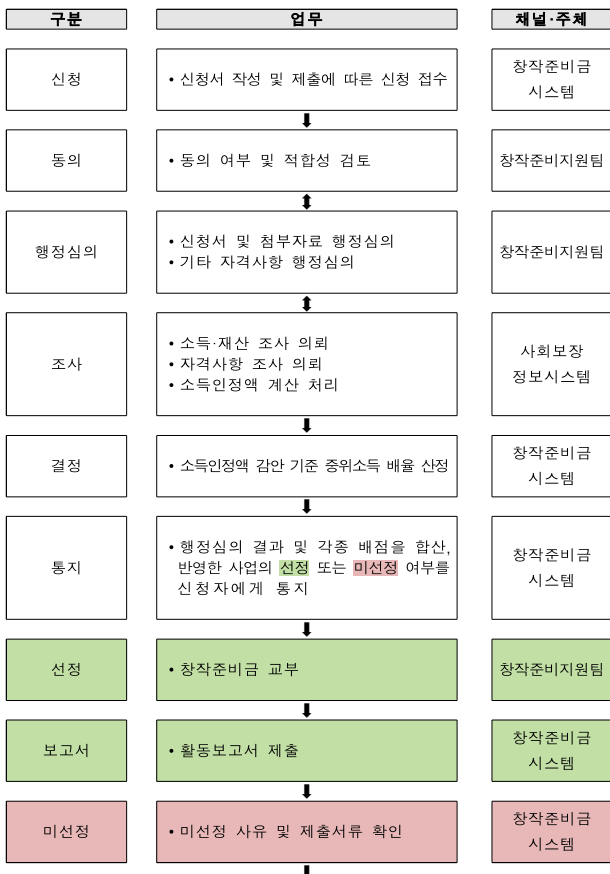 구분 업무 채널·주체
신청 • 신청서 작성 및 제출에 따른 신청 접수 창작준비금
시스템
동의 • 동의 여부 및 적합성 검토 창작준비지원팀
행정심의 • 신청서 및 첨부자료 행정심의 창작준비지원팀
• 기타 자격사항 행정심의
조사 • 소득·재산 조사 의뢰 사회보장
• 자격사항 조사 의뢰 정보시스템
• 소득인정액 계산 처리
결정 • 소득인정액 감안 기준 중위소득 배율 산정 창작준비금
시스템
통지 • 행정심의 결과 및 각종 배점을 합산, 창작준비금
반영한 사업의 선정 또는 미선정 여부를 시스템
신청자에게 통지
선정 • 창작준비금 교부 창작준비지원팀
보고서 • 활동보고서 제출 창작준비금
시스템
미선정 • 미선정 사유 및 제출서류 확인 창작준비금
시스템